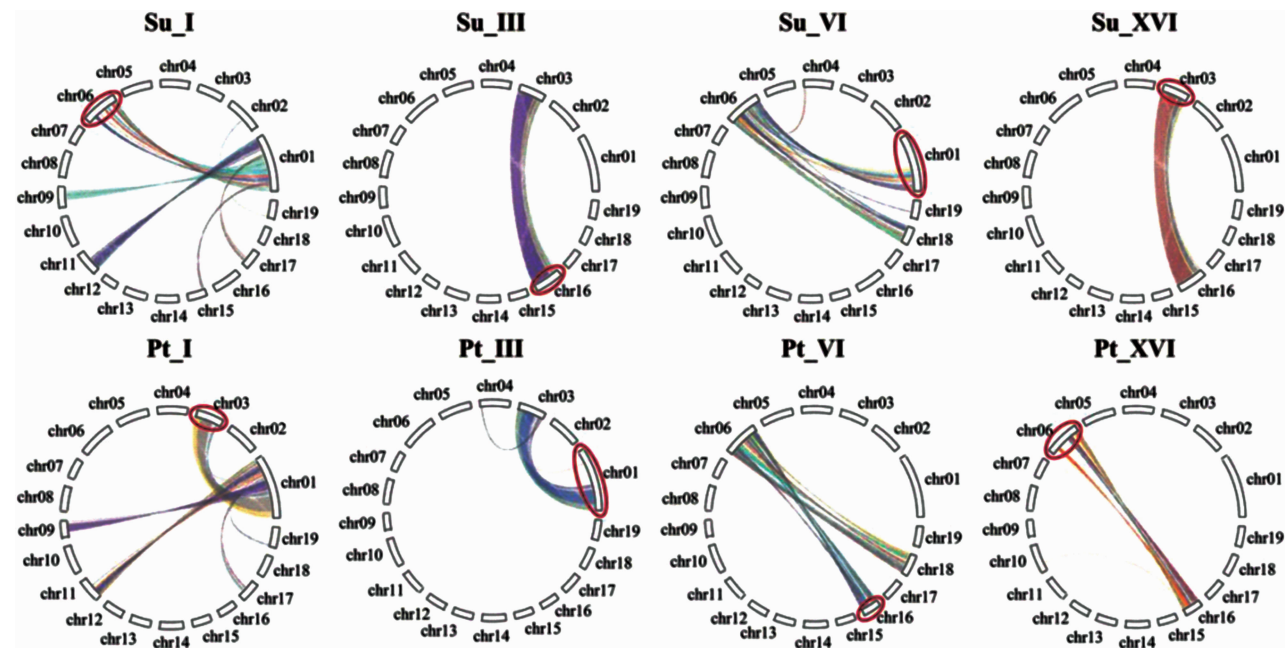 Su_I
chr04
chr03
chr02
chr01
chr19
chr18
chr17
chr16
chr15
chr14
chr13
chr12
chr11
chr10
chr09
chr08
chr07
chr06
chr05
Su_III
chr04
chr03
chr02
chr01
chr19
chr18
chr17
chr16
chr15
chr14
chr13
chr12
chr11
chr10
chr09
chr08
chr07
chr06
chr05
Su_VI
chr04
chr03
chr02
chr01
chr19
chr18
chr17
chr16
chr15
chr14
chr13
chr12
chr11
chr10
chr09
chr08
chr07
chr06
chr05
Su_XVI
chr04
chr03
chr02
chr01
chr19
chr18
chr17
chr16
chr15
chr14
chr13
chr12
chr11
chr10
chr09
chr08
chr07
chr06
chr05
Pt_I
chr04
chr03
chr02
chr01
chr19
chr18
chr17
chr16
chr15
chr14
chr13
chr12
chr11
chr10
chr09
chr08
chr07
chr06
chr05
Pt_III
chr04
chr03
chr02
chr01
chr19
chr18
chr17
chr16
chr15
chr14
chr13
chr12
chr11
chr10
chr09
chr08
chr07
chr06
chr05
Pt_VI
chr04
chr03
chr02
chr01
chr19
chr18
chr17
chr16
chr15
chr14
chr13
chr12
chr11
chr10
chr09
chr08
chr07
chr06
chr05
Pt_XVI
chr04
chr03
chr02
chr01
chr19
chr18
chr17
chr16
chr15
chr14
chr13
chr12
chr11
chr10
chr09
chr08
chr07
chr06
chr05